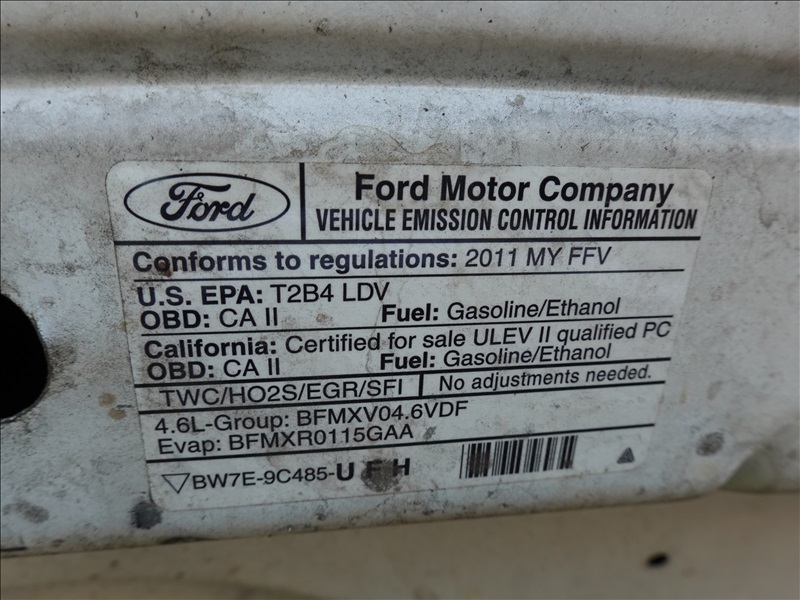 Ford
Ford Motor Company
VEHICLE EMISSION CONTROL INFORMATION
Conforms to regulations: 2011 MY FFV
U.S. EPA: T2B4 LDV
OBD: CA II Fuel: Gasoline/Ethanol
California: Certified for sale ULEV II qualified PC
OBD: CA II Fuel: Gasoline/Ethanol
TWC/HO2S/EGR/SFI No adjustments needed.
4.6L-Group: BFMXV04.6VDF
Evap: BFMXR0115GAA
BW7E-9C485-UFH